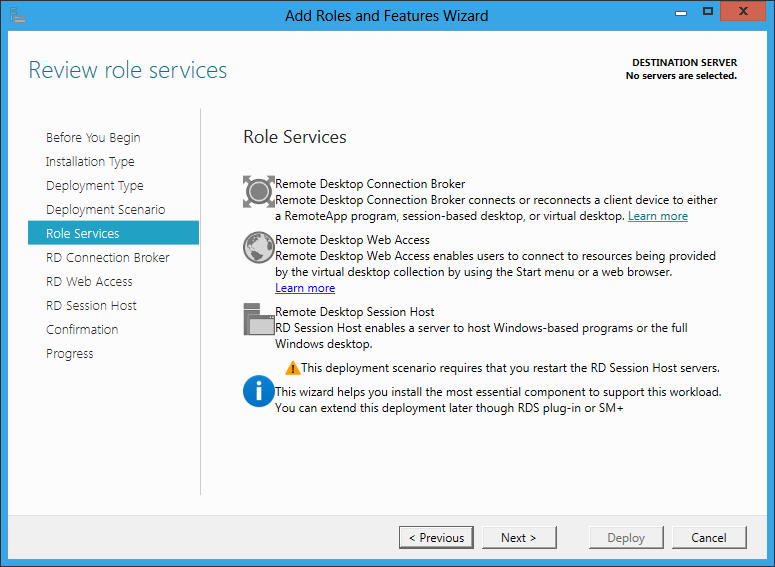 Add Roles and Features Wizard
Review role services
DESTINATION SERVER
No servers are selected.
Before You Begin
Installation Type
Deployment Type
Deployment Scenario
Role Services
RD Connection Broker
RD Web Access
RD Session Host
Confirmation
Progress
Role Services
Remote Desktop Connection Broker
Remote Desktop Connection Broker connects or reconnects a client device to either
a RemoteApp program, session-based desktop, or virtual desktop. Learn more
Remote Desktop Web Access
Remote Desktop Web Access enables users to connect to resources being provided
by the virtual desktop collection by using the Start menu or a web browser.
Learn more
Remote Desktop Session Host
RD Session Host enables a server to host Windows-based programs or the full
Windows desktop.
This deployment scenario requires that you restart the RD Session Host servers.
This wizard helps you install the most essential component to support this workload.
You can extend this deployment later though RDS plug-in or SM+
< Previous
Next >
Deploy
Cancel